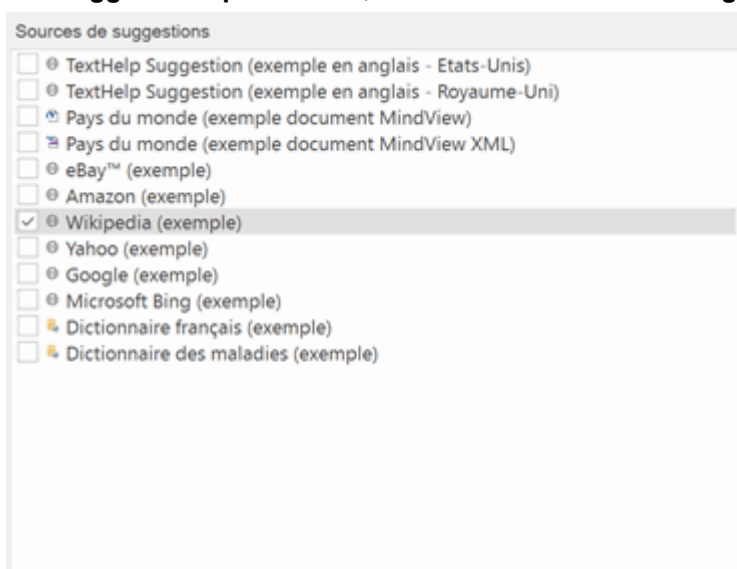 Sources de suggestions
TextHelp Suggestion (exemple en anglais - Etats-Unis)
TextHelp Suggestion (exemple en anglais - Royaume-Uni)
Pays du monde (exemple document MindView)
Pays du monde (exemple document MindView XML)
eBay™ (exemple)
Amazon (exemple)
Wikipedia (exemple)
Yahoo (exemple)
Google (exemple)
Microsoft Bing (exemple)
Dictionnaire français (exemple)
Dictionnaire des maladies (exemple)